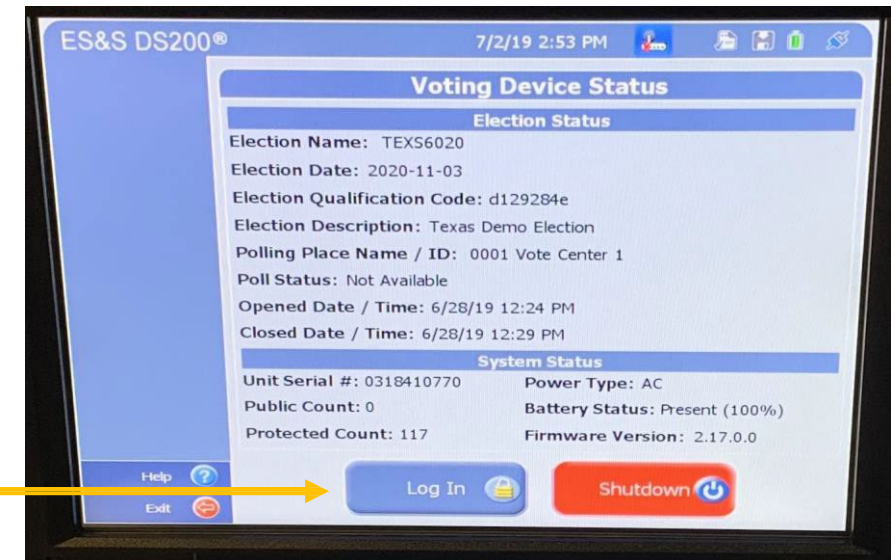 ES&S DS200® 7/2/19 2:53 PM
Voting Device Status
Election Status
Election Name: TEXS6020
Election Date: 2020-11-03
Election Qualification Code: d129284e
Election Description: Texas Demo Election
Polling Place Name / ID: 0001 Vote Center 1
Poll Status: Not Available
Opened Date / Time: 6/28/19 12:24 PM
Closed Date / Time: 6/28/19 12:29 PM
System Status
Unit Serial #: 0318410770 Power Type: AC
Public Count: 0 Battery Status: Present (100%)
Protected Count: 117 Firmware Version: 2.17.0.0
Help ?
Log In Shutdown
Exit